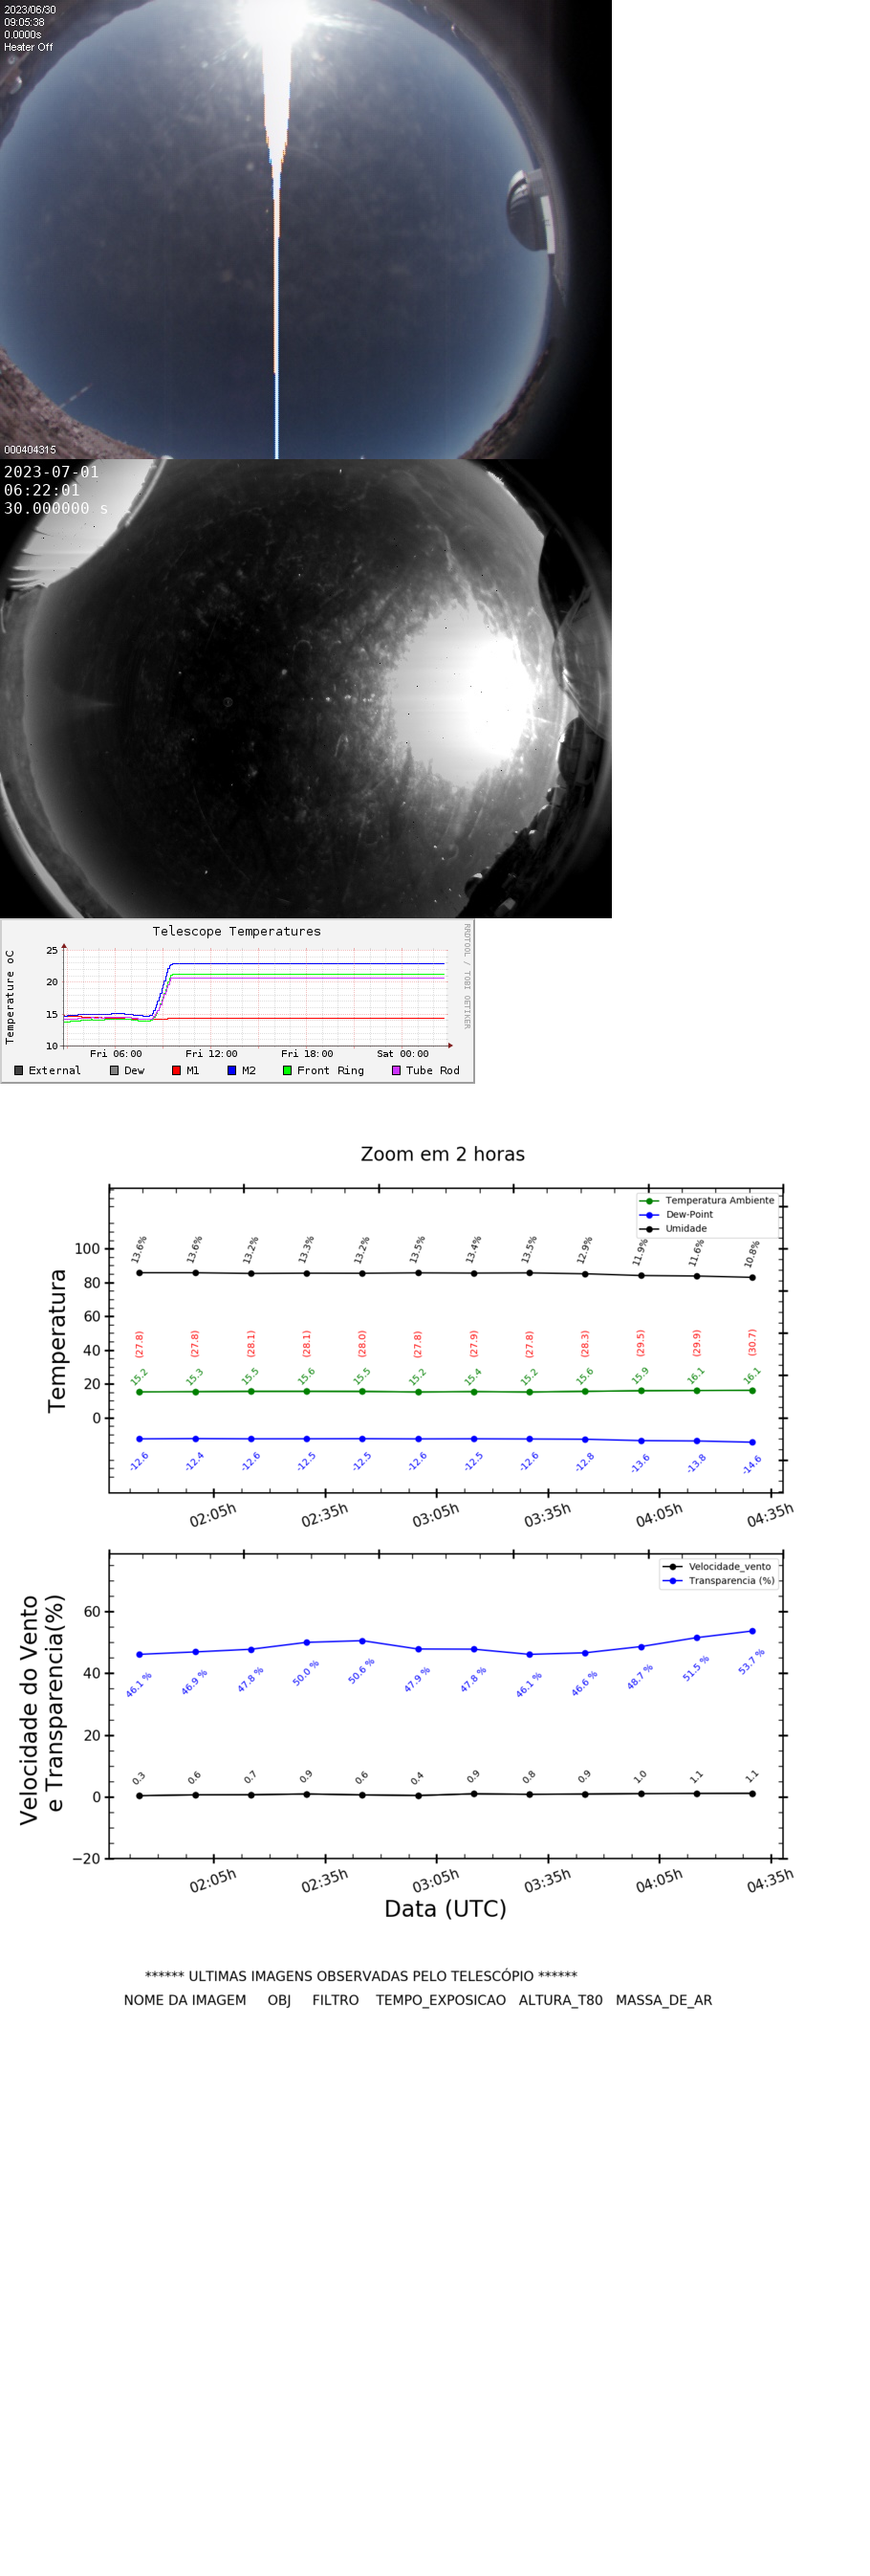 2023/06/30
09:05:38
0.0000s
Heater Off
000404315
2023-07-01
06:22:01
30.000000 s
Telescope Temperatures
RRDTOOL / TOBI OETIKER
Temperature oC
25
20
15
10
Fri 06:00 Fri 12:00 Fri 18:00 Sat 00:00
External Dew M1 M2 Front Ring Tube Rod
Zoom em 2 horas
Temperatura
100
80
60
40
20
0
Temperatura Ambiente
Dew-Point
Umidade
13.6% 13.6% 13.2% 13.3% 13.2% 13.5% 13.4% 13.5% 12.9% 11.9% 11.6% 10.8%
(27.8) (27.8) (28.1) (28.1) (28.0) (27.8) (27.9) (27.8) (28.3) (29.5) (29.9) (30.7)
15.2 15.3 15.5 15.6 15.5 15.2 15.4 15.2 15.6 15.9 16.1 16.1
-12.6 -12.4 -12.6 -12.5 -12.5 -12.6 -12.5 -12.6 -12.8 -13.6 -13.8 -14.6
02:05h 02:35h 03:05h 03:35h 04:05h 04:35h
Velocidade do Vento
e Transparencia(%)
60
40
20
0
−20
Velocidade_vento
Transparencia (%)
46.1 % 46.9 % 47.8 % 50.0 % 50.6 % 47.9 % 47.8 % 46.1 % 46.6 % 48.7 % 51.5 % 53.7 %
0.3 0.6 0.7 0.9 0.6 0.4 0.9 0.8 0.9 1.0 1.1 1.1
02:05h 02:35h 03:05h 03:35h 04:05h 04:35h
Data (UTC)
****** ULTIMAS IMAGENS OBSERVADAS PELO TELESCÓPIO ******
NOME DA IMAGEM OBJ FILTRO TEMPO_EXPOSICAO ALTURA_T80 MASSA_DE_AR